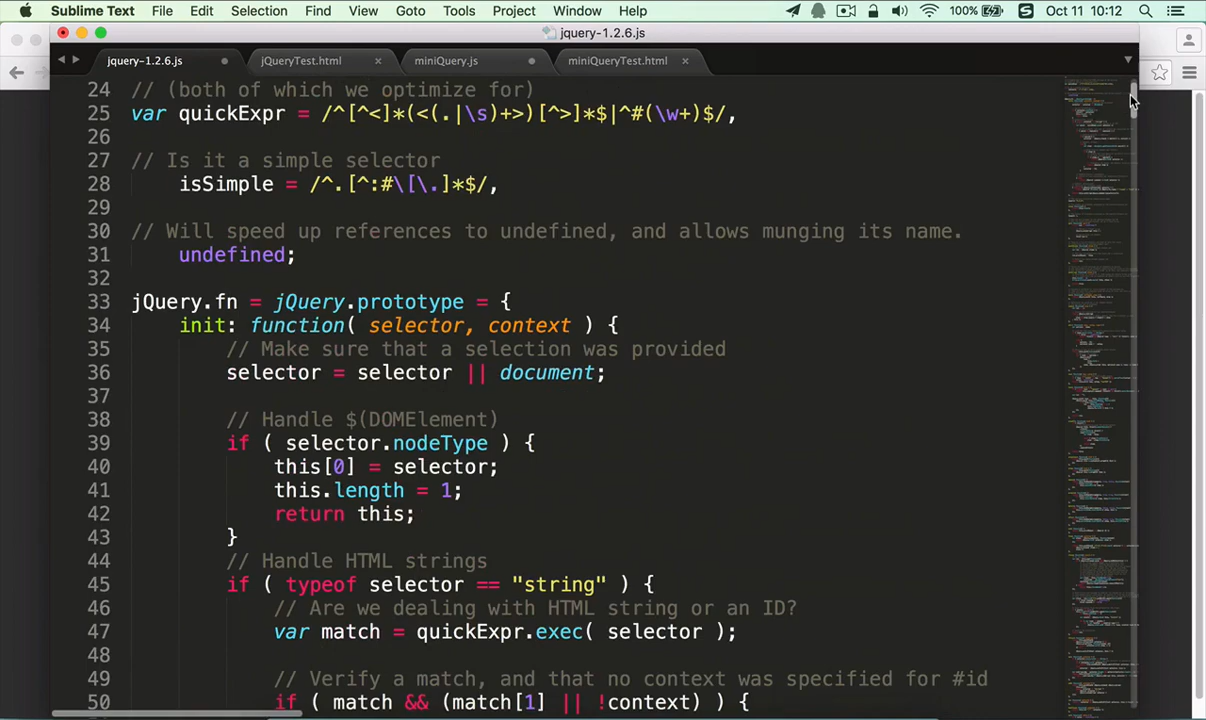 Sublime Text File Edit Selection Find View Goto Tools Project Window Help 100% Oct 11 10:12
jquery-1.2.6.js
jquery-1.2.6.js jQueryTest.html miniQuery.js miniQueryTest.html
24 // (both of which we optimize for)
25 var quickExpr = /^[^<]*(<(.|\s)+>)[^>]*$|^#(\w+)$/,
26
27 // Is it a simple selector
28 isSimple = /^.[^:#\[\.]*$/,
29
30 // Will speed up references to undefined, and allows munging its name.
31 undefined;
32
33 jQuery.fn = jQuery.prototype = {
34 init: function( selector, context ) {
35 // Make sure that a selection was provided
36 selector = selector || document;
37
38 // Handle $(DOMElement)
39 if ( selector.nodeType ) {
40 this[0] = selector;
41 this.length = 1;
42 return this;
43 }
44 // Handle HTML strings
45 if ( typeof selector == "string" ) {
46 // Are we dealing with HTML string or an ID?
47 var match = quickExpr.exec( selector );
48
49 // Verify a match, and that no context was specified for #id
50 if ( match && (match[1] || !context) ) {